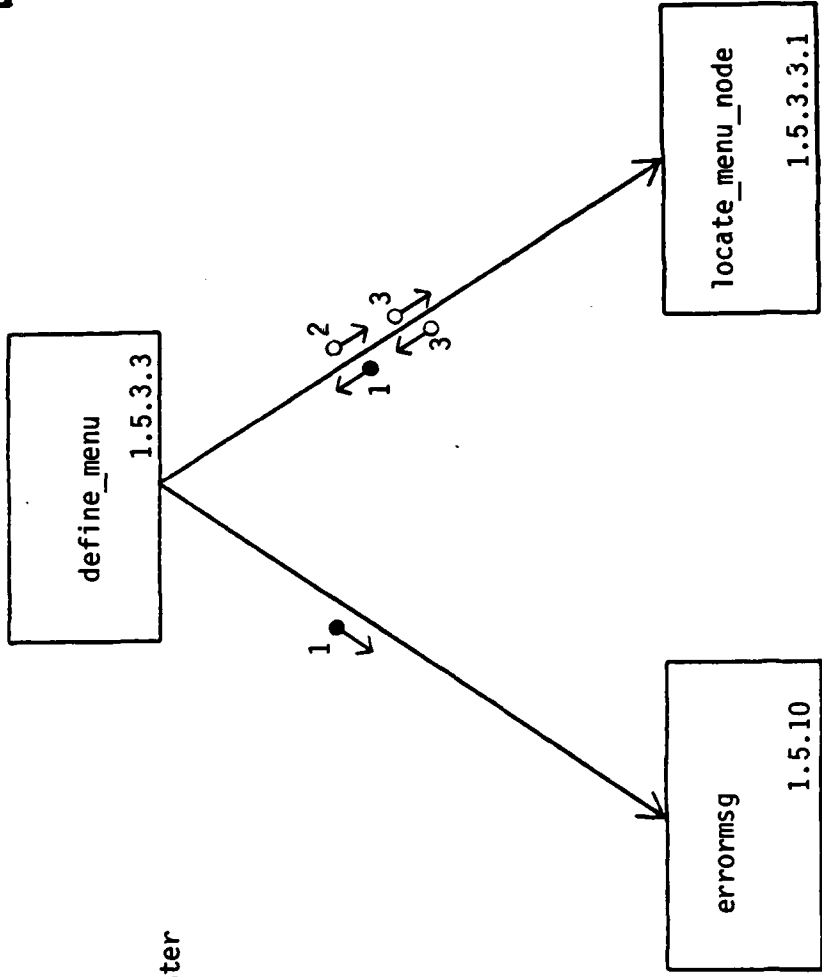 define_menu
1.5.3.3
1
2
1
3
3
errormsg
1.5.10
locate_menu_node
1.5.3.3.1
ter